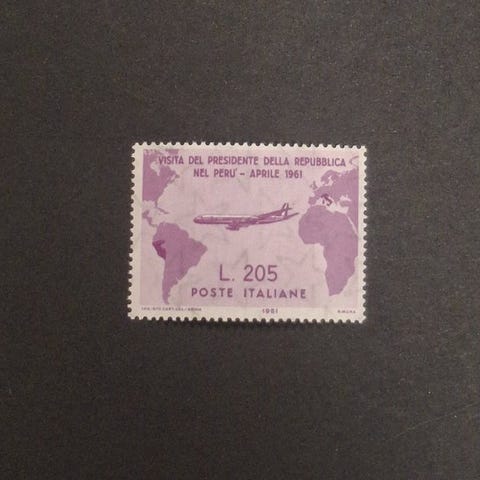 VISITA DEL PRESIDENTE DELLA REPUBBLICA
NEL PERU' - APRILE 1961
L. 205
POSTE ITALIANE
1961